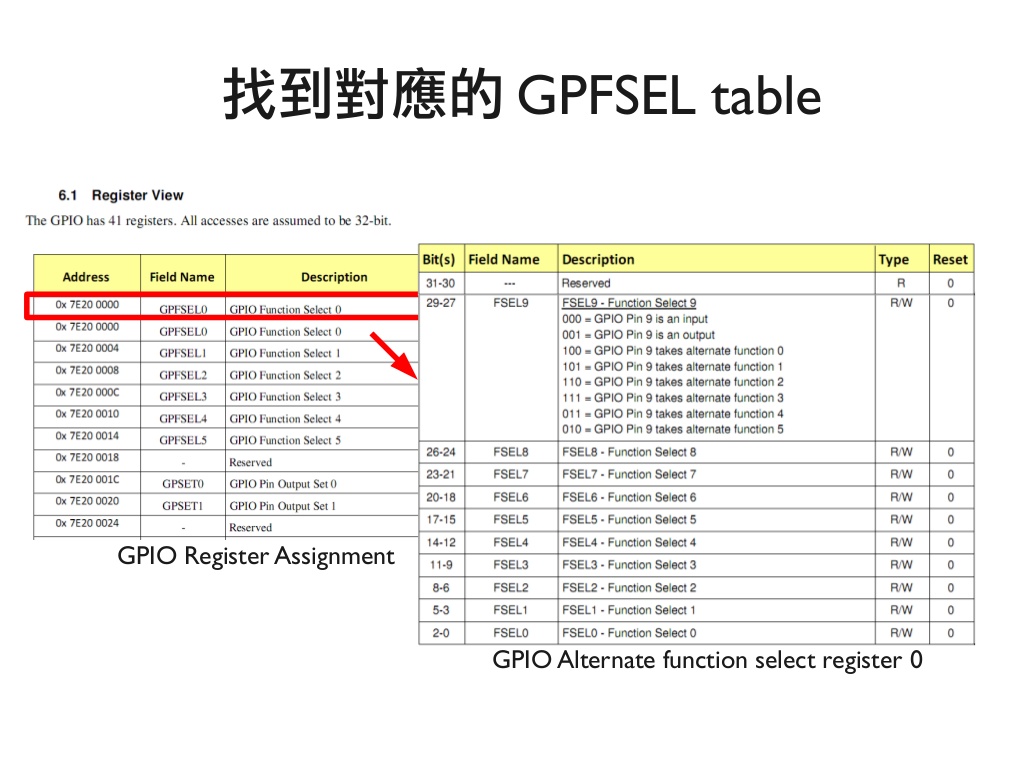 找到對應的 GPFSEL table
6.1 Register View
The GPIO has 41 registers. All accesses are assumed to be 32-bit.
Address Field Name Description
0x 7E20 0000 GPFSEL0 GPIO Function Select 0
0x 7E20 0000 GPFSEL0 GPIO Function Select 0
0x 7E20 0004 GPFSEL1 GPIO Function Select 1
0x 7E20 0008 GPFSEL2 GPIO Function Select 2
0x 7E20 000C GPFSEL3 GPIO Function Select 3
0x 7E20 0010 GPFSEL4 GPIO Function Select 4
0x 7E20 0014 GPFSEL5 GPIO Function Select 5
0x 7E20 0018 - Reserved
0x 7E20 001C GPSET0 GPIO Pin Output Set 0
0x 7E20 0020 GPSET1 GPIO Pin Output Set 1
0x 7E20 0024 - Reserved
GPIO Register Assignment
Bit(s) Field Name Description Type Reset
31-30 --- Reserved R 0
29-27 FSEL9 FSEL9 - Function Select 9 R/W 0
000 = GPIO Pin 9 is an input
001 = GPIO Pin 9 is an output
100 = GPIO Pin 9 takes alternate function 0
101 = GPIO Pin 9 takes alternate function 1
110 = GPIO Pin 9 takes alternate function 2
111 = GPIO Pin 9 takes alternate function 3
011 = GPIO Pin 9 takes alternate function 4
010 = GPIO Pin 9 takes alternate function 5
26-24 FSEL8 FSEL8 - Function Select 8 R/W 0
23-21 FSEL7 FSEL7 - Function Select 7 R/W 0
20-18 FSEL6 FSEL6 - Function Select 6 R/W 0
17-15 FSEL5 FSEL5 - Function Select 5 R/W 0
14-12 FSEL4 FSEL4 - Function Select 4 R/W 0
11-9 FSEL3 FSEL3 - Function Select 3 R/W 0
8-6 FSEL2 FSEL2 - Function Select 2 R/W 0
5-3 FSEL1 FSEL1 - Function Select 1 R/W 0
2-0 FSEL0 FSEL0 - Function Select 0 R/W 0
GPIO Alternate function select register 0